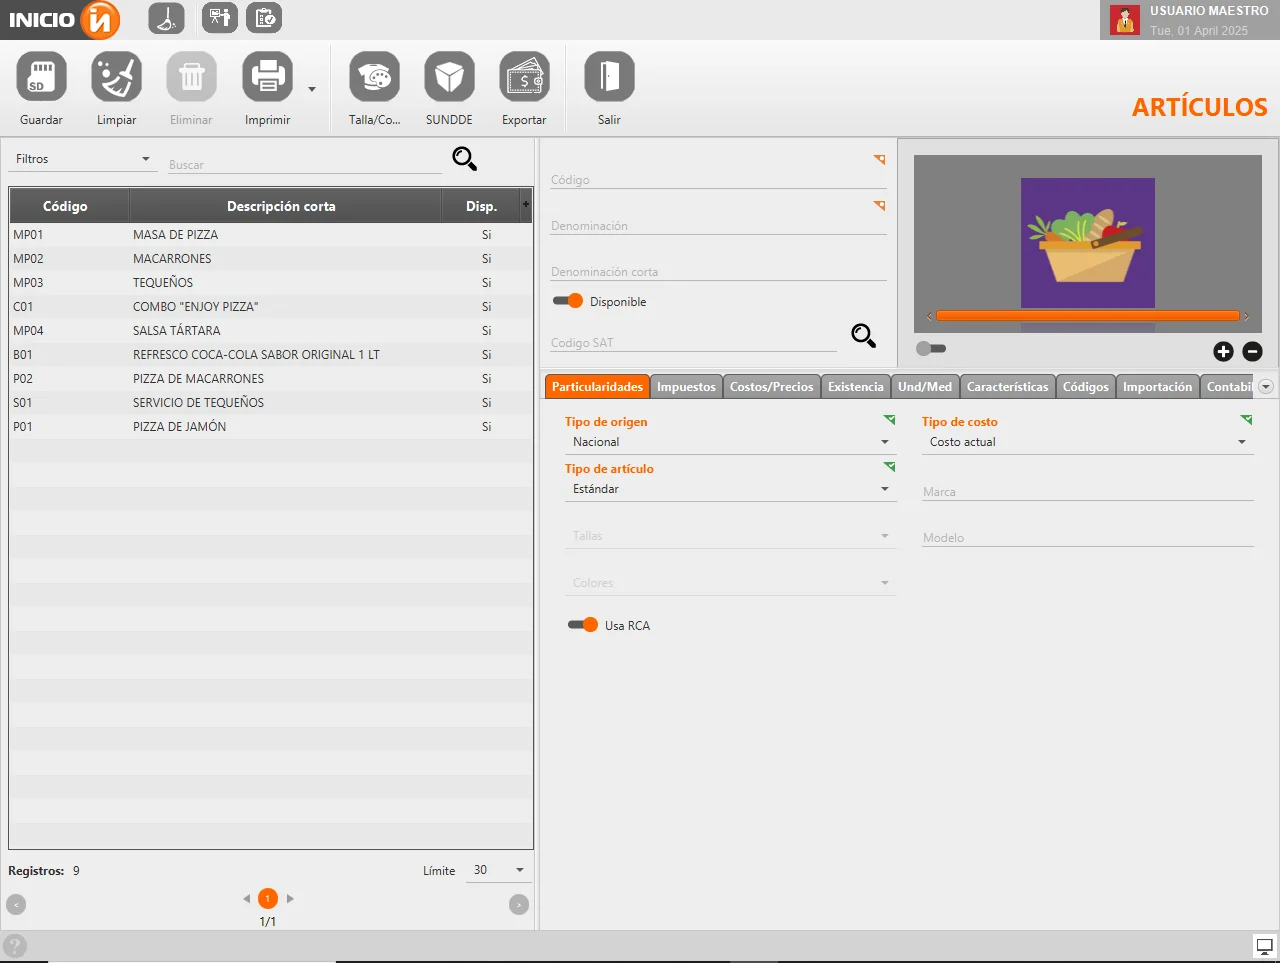 INICIO
USUARIO MAESTRO
Tue, 01 April 2025
SD
Guardar
Limpiar
Eliminar
Imprimir
Talla/Co...
SUNDDE
Exportar
Salir
ARTÍCULOS
Filtros
Buscar
Código Descripción corta Disp. +
MP01 MASA DE PIZZA Si
MP02 MACARRONES Si
MP03 TEQUEÑOS Si
C01 COMBO "ENJOY PIZZA" Si
MP04 SALSA TÁRTARA Si
B01 REFRESCO COCA-COLA SABOR ORIGINAL 1 LT Si
P02 PIZZA DE MACARRONES Si
S01 SERVICIO DE TEQUEÑOS Si
P01 PIZZA DE JAMÓN Si
Registros: 9
Límite 30
< 1 >
1/1
Código
Denominación
Denominación corta
Disponible
Codigo SAT
Particularidades Impuestos Costos/Precios Existencia Und/Med Características Códigos Importación Contabil
Tipo de origen
Nacional
Tipo de costo
Costo actual
Tipo de artículo
Estándar
Marca
Tallas
Modelo
Colores
Usa RCA
?